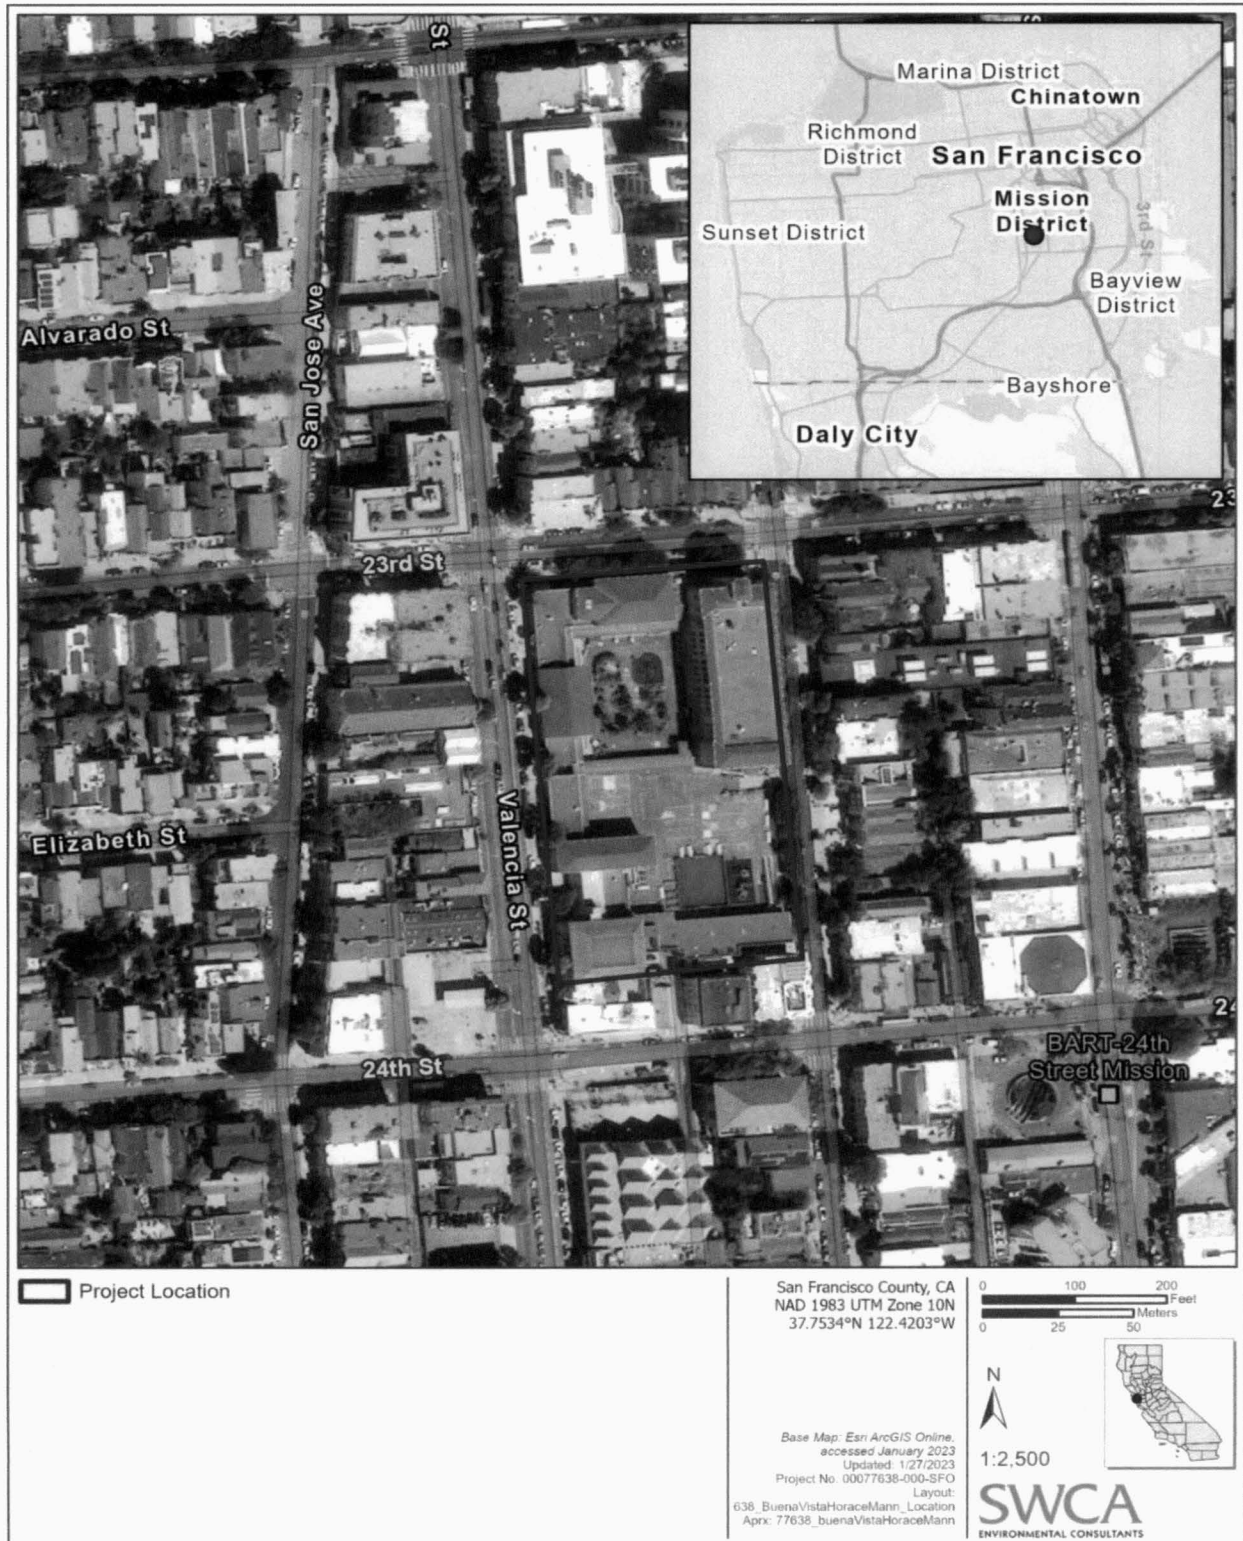 St
Marina District
Chinatown
Richmond
District
San Francisco
Mission
District
3rd St
Sunset District
Bayview
District
Bayshore
Daly City
Alvarado St
San Jose Ave
23
23rd St
Elizabeth St
Valencia St
24
BART-24th
Street Mission
24th St
Project Location
San Francisco County, CA
NAD 1983 UTM Zone 10N
37.7534°N 122.4203°W
0 100 200
Feet
Meters
0 25 50
N
1:2,500
Base Map: Esri ArcGIS Online,
accessed January 2023
Updated: 1/27/2023
Project No. 00077638-000-SFO
Layout:
638_BuenaVistaHoraceMann_Location
Aprx: 77638_buenaVistaHoraceMann
SWCA
ENVIRONMENTAL CONSULTANTS